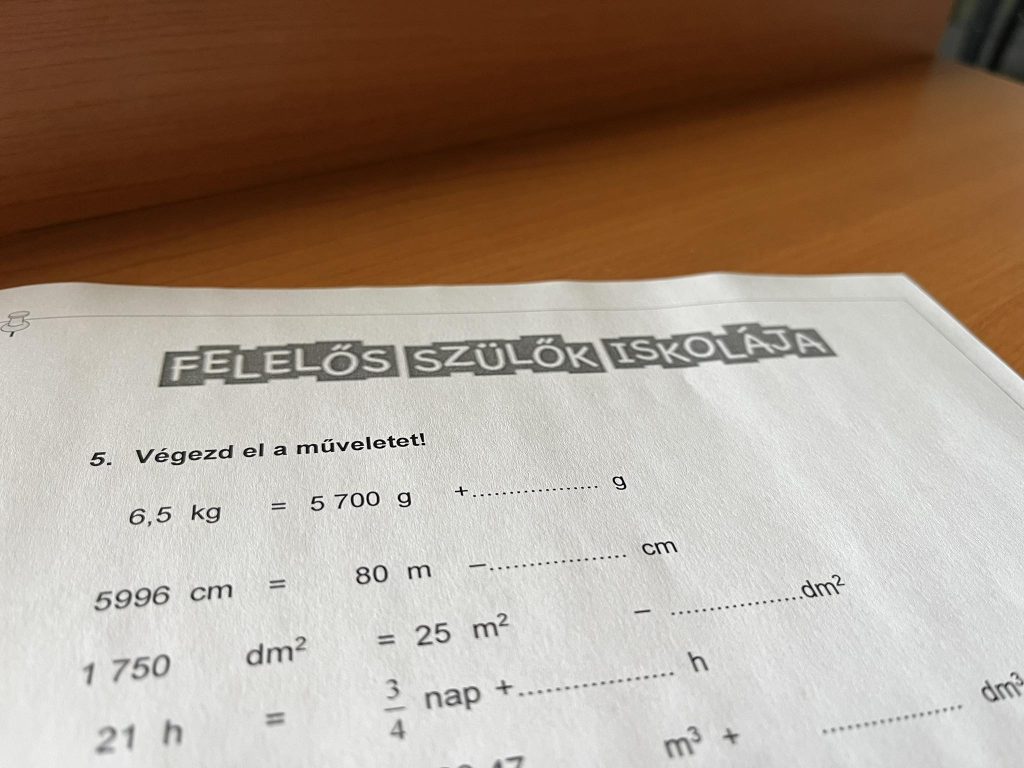 FELELŐS SZÜLŐK ISKOLÁJA
5. Végezd el a műveletet!
6,5 kg = 5 700 g +.................. g
5996 cm = 80 m –................... cm
1 750 dm² = 25 m² – ..................dm²
21 h = 3/4 nap +..................... h
m³ + ................... dm³